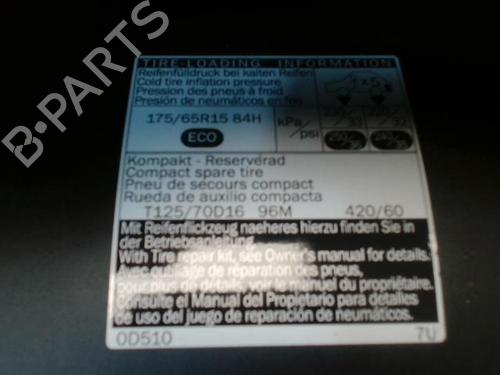 B-PARTS
TIRE-LOADING INFORMATION
Reifenfülldruck bei kalten Reifen
Cold tire inflation pressure
Pression des pneus à froid
Presión de neumáticos en frío
x 5
175/65R15 84H
kPa/
psi
ECO
Kompakt - Reserverad
Compact spare tire
Pneu de secours compact
Rueda de auxilio compacta
T125/70D16 96M 420/60
Mit Reifenflickzeug naeheres hierzu finden Sie in
der Betriebsanleitung.
With Tire repair kit, see Owner's manual for details.
Avec outillage de réparation des pneus,
pour plus de détails, voir le manual du propriétaire.
Consulte el Manual del Propietario para detalles
de uso del juego de reparación de neumáticos.
0D510 7U